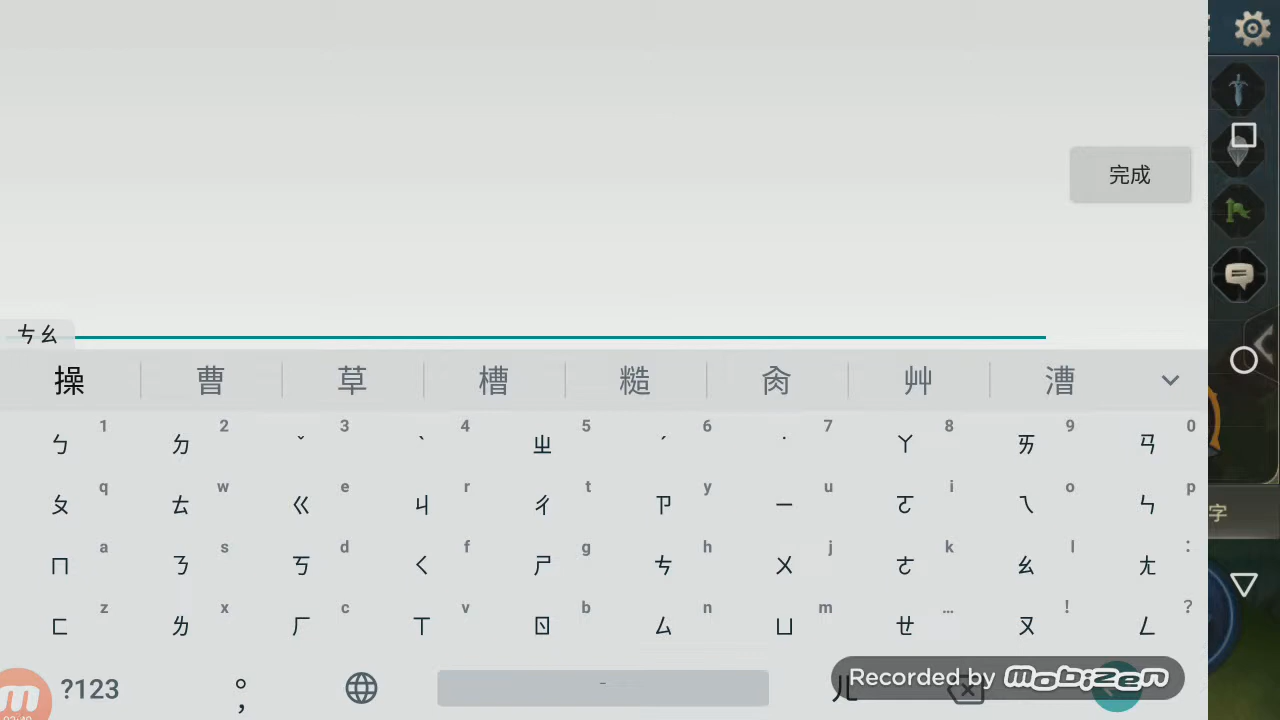 完成
ㄘㄠ
操 曹 草 槽 糙 肏 艸 漕
1 2 3 4 5 6 7 8 9 0
ㄅ ㄉ ˇ ˋ ㄓ ˊ ˙ ㄚ ㄞ ㄢ
q w e r t y u i o p
ㄆ ㄊ ㄍ ㄐ ㄔ ㄗ ㄧ ㄛ ㄟ ㄣ
a s d f g h j k l :
ㄇ ㄋ ㄎ ㄑ ㄕ ㄘ ㄨ ㄜ ㄠ ㄤ
z x c v b n m … ! ?
ㄈ ㄌ ㄏ ㄒ ㄖ ㄙ ㄩ ㄝ ㄡ ㄥ
字
?123 °, - ㄦ
Recorded by mobizen